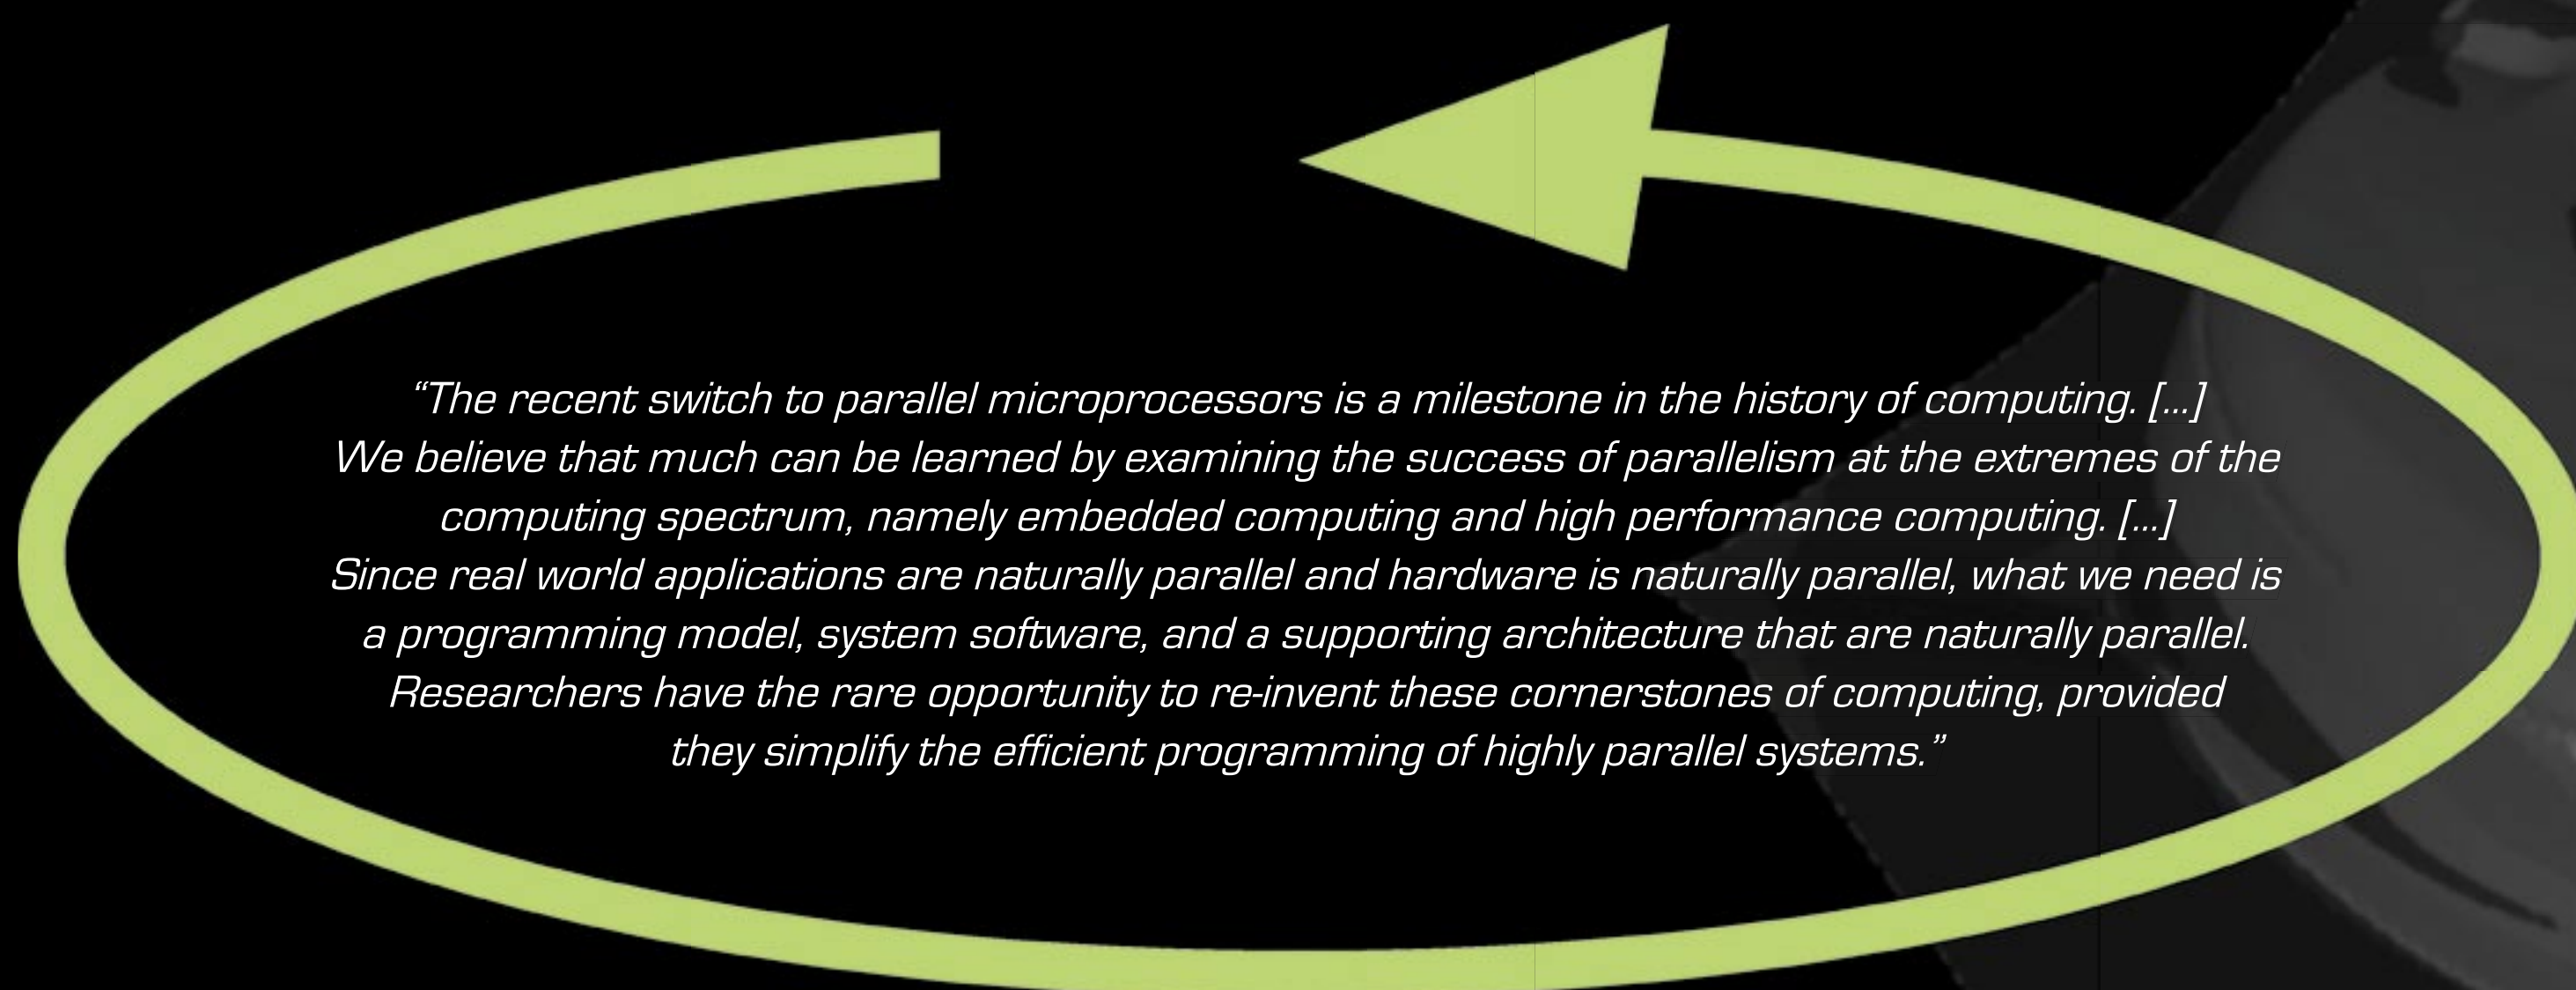 “The recent switch to parallel microprocessors is a milestone in the history of computing. [...]
We believe that much can be learned by examining the success of parallelism at the extremes of the
computing spectrum, namely embedded computing and high performance computing. [...]
Since real world applications are naturally parallel and hardware is naturally parallel, what we need is
a programming model, system software, and a supporting architecture that are naturally parallel.
Researchers have the rare opportunity to re-invent these cornerstones of computing, provided
they simplify the efficient programming of highly parallel systems.”